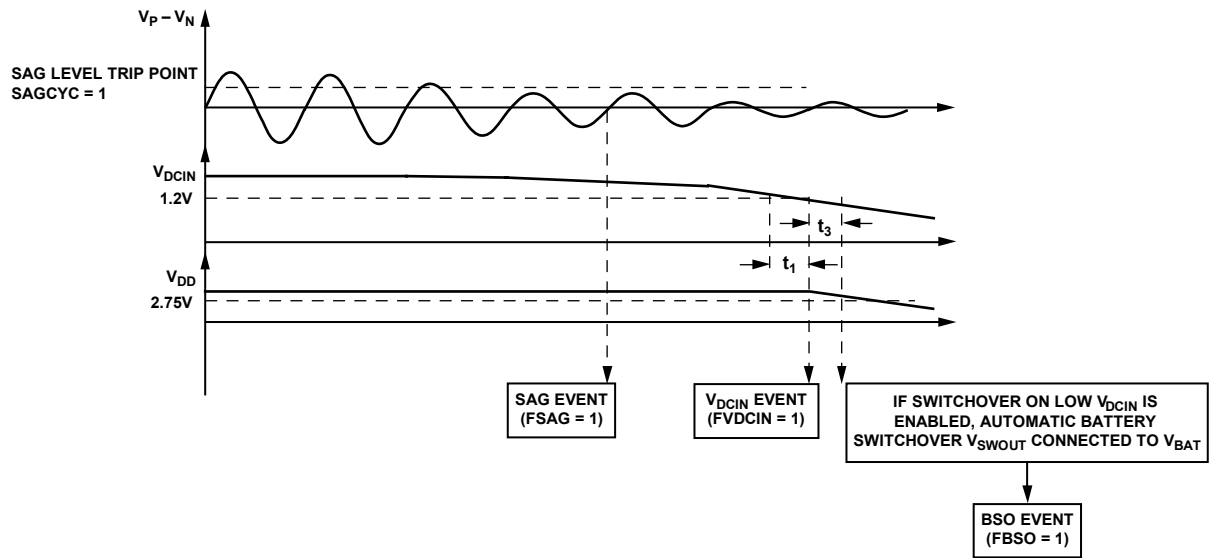 VP – VN
SAG LEVEL TRIP POINT
SAGCYC = 1
VDCIN
1.2V
t3
t1
VDD
2.75V
SAG EVENT
(FSAG = 1)
VDCIN EVENT
(FVDCIN = 1)
IF SWITCHOVER ON LOW VDCIN IS
ENABLED, AUTOMATIC BATTERY
SWITCHOVER VSWOUT CONNECTED TO VBAT
BSO EVENT
(FBSO = 1)